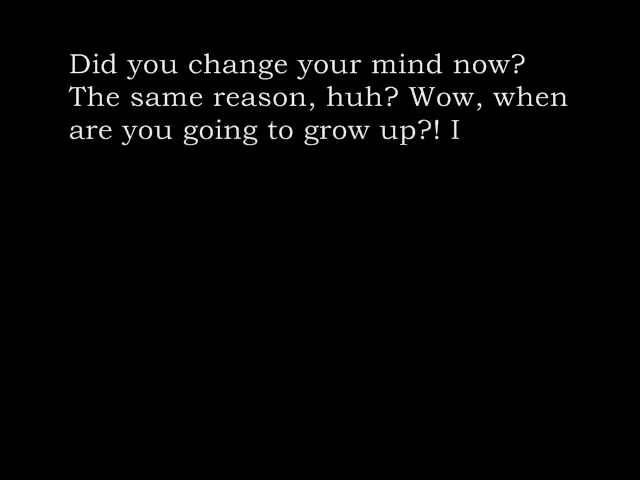 Did you change your mind now?
The same reason, huh? Wow, when
are you going to grow up?! I